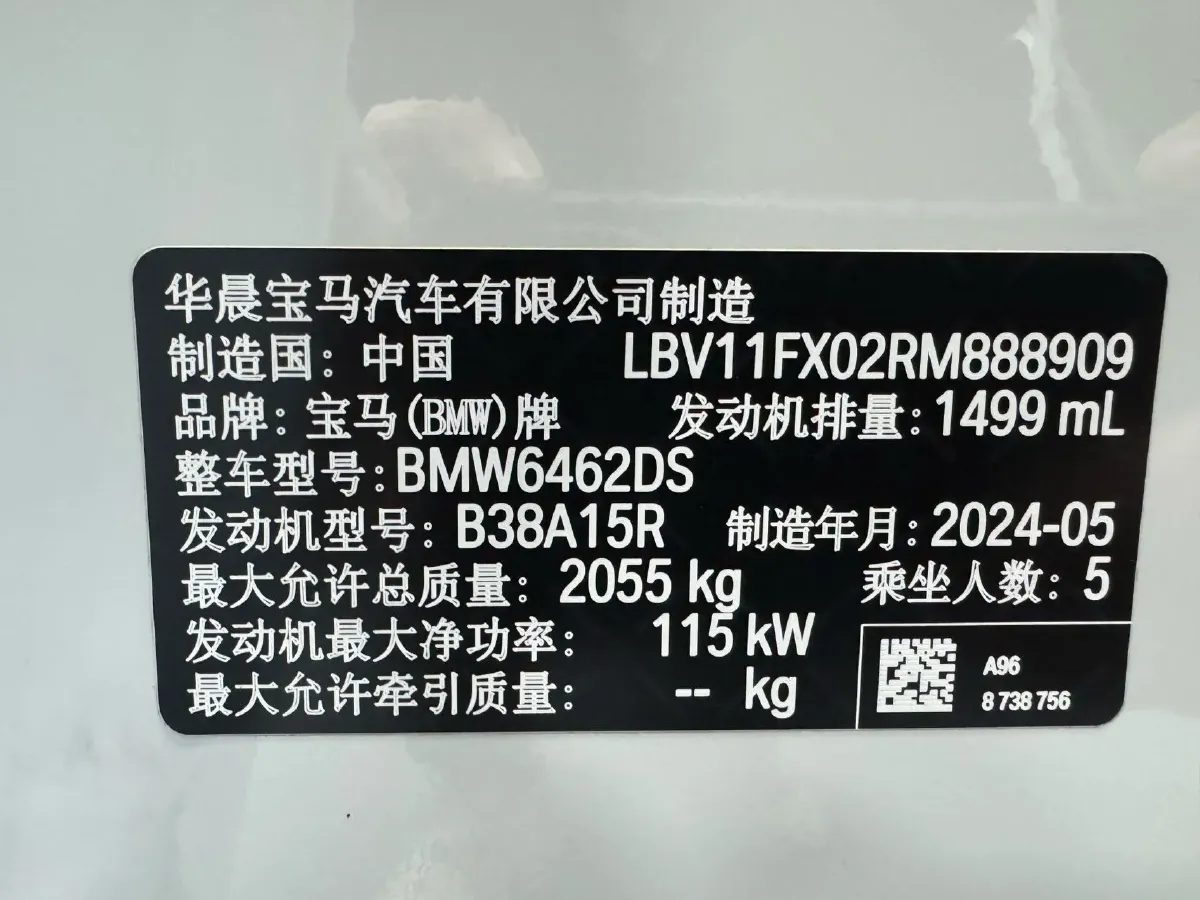 华晨宝马汽车有限公司制造
制造国：中国 LBV11FX02RM888909
品牌：宝马(BMW)牌 发动机排量：1499 mL
整车型号：BMW6462DS
发动机型号：B38A15R 制造年月：2024-05
最大允许总质量：2055 kg 乘坐人数：5
发动机最大净功率：115 kW
最大允许牵引质量：-- kg
A96
8 738 756